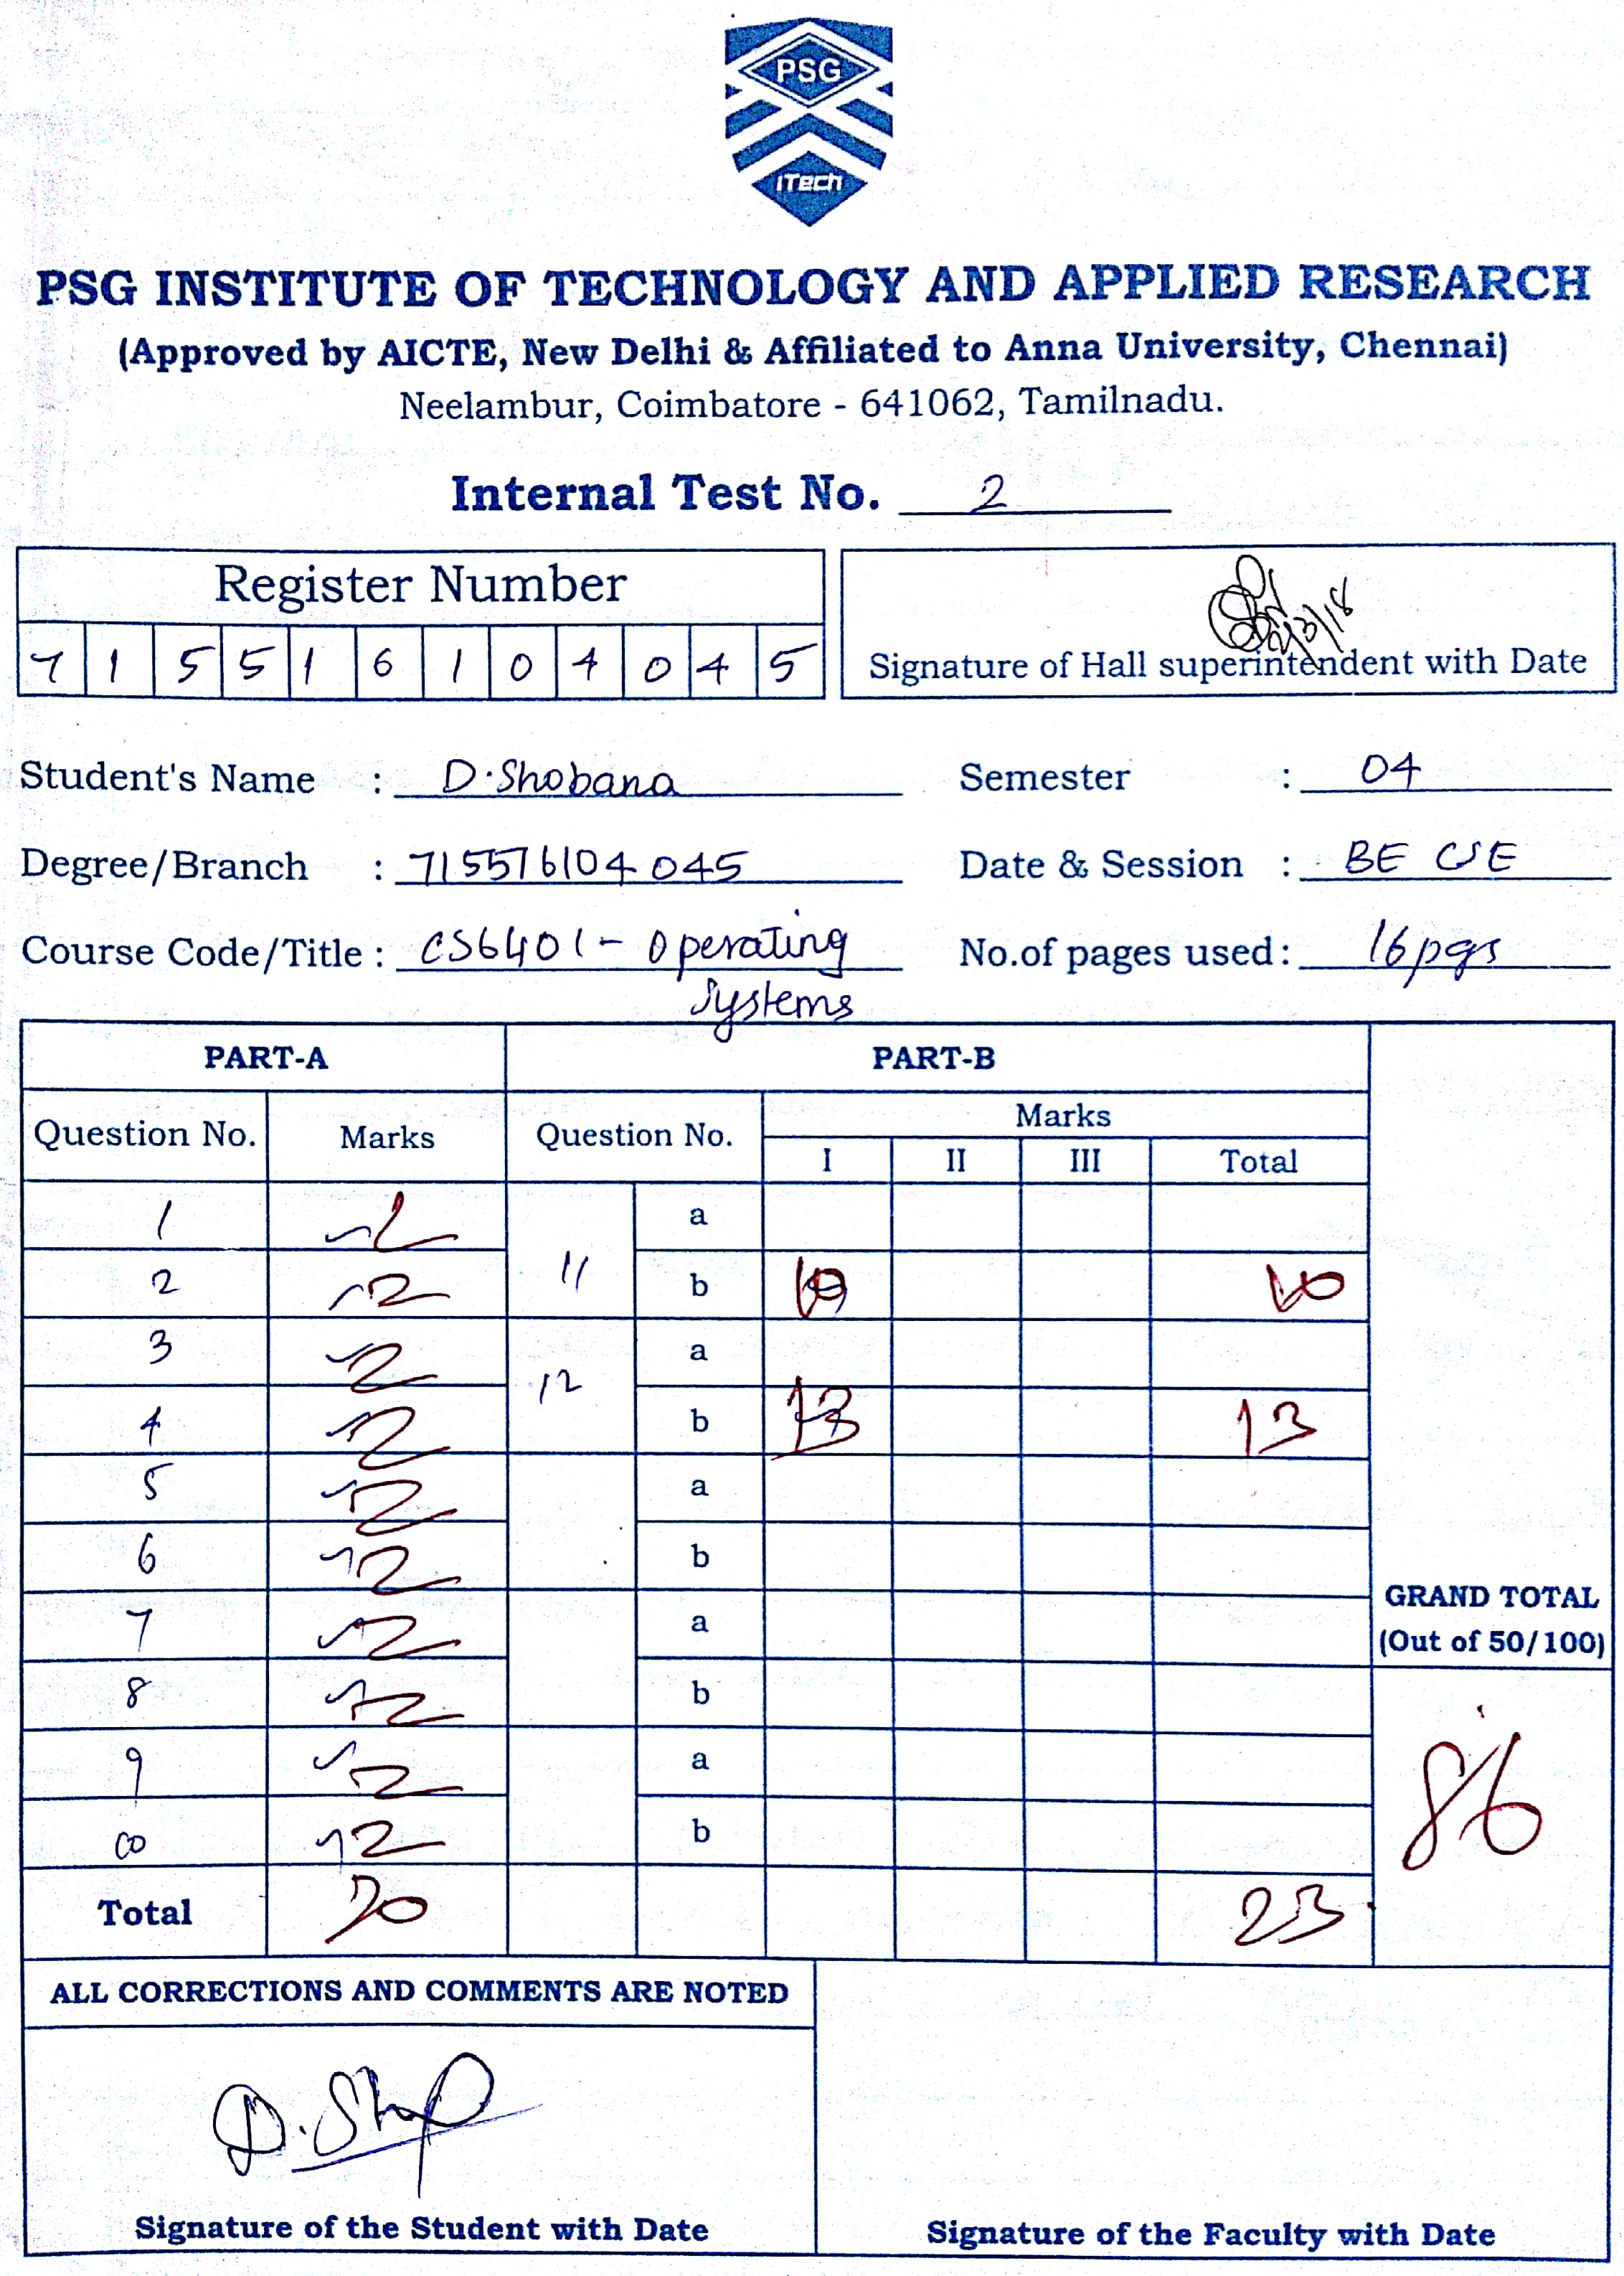 PSG
iTech
PSG INSTITUTE OF TECHNOLOGY AND APPLIED RESEARCH
(Approved by AICTE, New Delhi & Affiliated to Anna University, Chennai)
Neelambur, Coimbatore - 641062, Tamilnadu.
Internal Test No. 2
Register Number
7 1 5 5 1 6 1 0 4 0 4 5
Signature of Hall superintendent with Date
Student's Name : D.Shobana
Semester : 04
Degree/Branch : 715516104045
Date & Session : BE CSE
Course Code/Title : CS6401 - Operating
Systems
No.of pages used: 16pgs
PART-A PART-B
Question No. Marks Question No. Marks
I II III Total
1 2 11 a
2 2 b 10 10
3 2 12 a
4 2 b 13 13
5 2 a
6 2 b
7 2 a
8 2 b
9 2 a
10 2 b
GRAND TOTAL
(Out of 50/100)
86
Total 20 23
ALL CORRECTIONS AND COMMENTS ARE NOTED
Signature of the Student with Date
Signature of the Faculty with Date